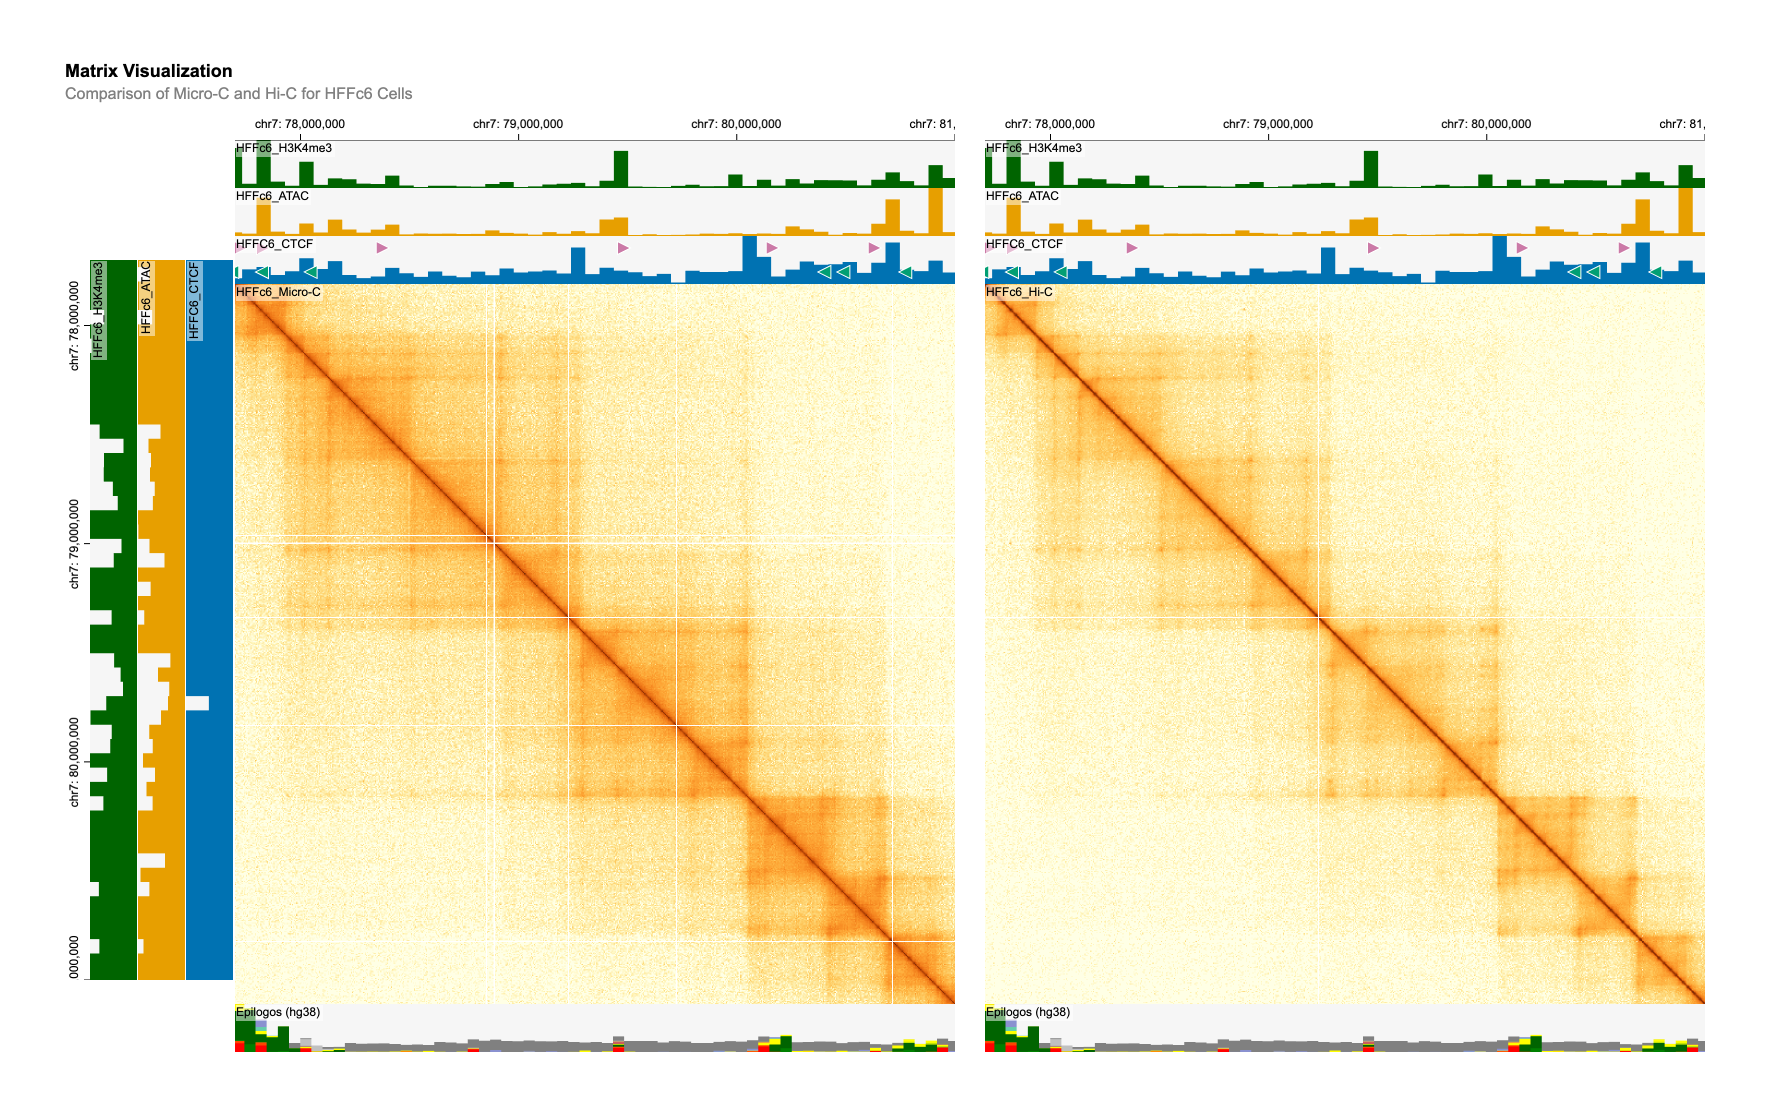 Matrix Visualization
Comparison of Micro-C and Hi-C for HFFc6 Cells
chr7: 78,000,000
chr7: 79,000,000
chr7: 80,000,000
chr7: 81,
chr7: 78,000,000
chr7: 79,000,000
chr7: 80,000,000
chr7: 81,
HFFc6_H3K4me3
HFFc6_H3K4me3
HFFc6_ATAC
HFFc6_ATAC
HFFC6_CTCF
HFFC6_CTCF
HFFc6_H3K4me3
HFFc6_ATAC
HFFC6_CTCF
HFFc6_Micro-C
HFFc6_Hi-C
chr7: 78,000,000
chr7: 79,000,000
chr7: 80,000,000
000,000
Epilogos (hg38)
Epilogos (hg38)